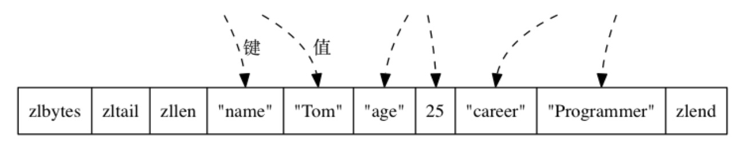 键 值
zlbytes zltail zllen "name" "Tom" "age" 25 "career" "Programmer" zlend